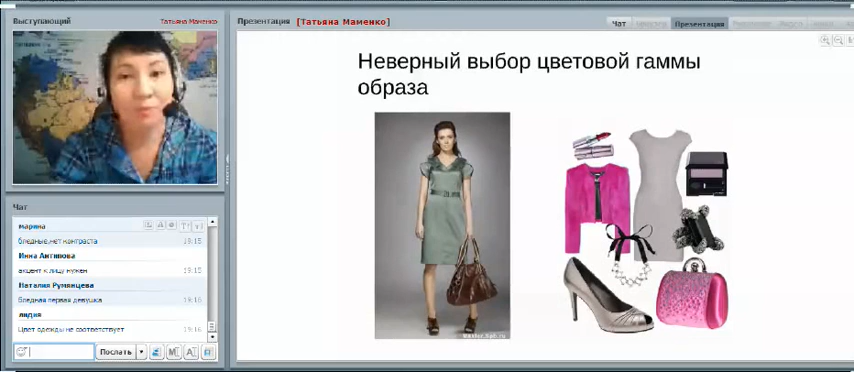 Выступающий
Татьяна Маменко
Презентация [Татьяна Маменко]
Чат
Презентация
Неверный выбор цветовой гаммы
образа
Чат
марина
бледные.нет контраста 19:15
Инна Антипова
акцент к лицу нужен 19:15
Наталия Румянцева
бледная первая девушка 19:16
лидия
Цвет одежды не соответствует 19:16
Послать